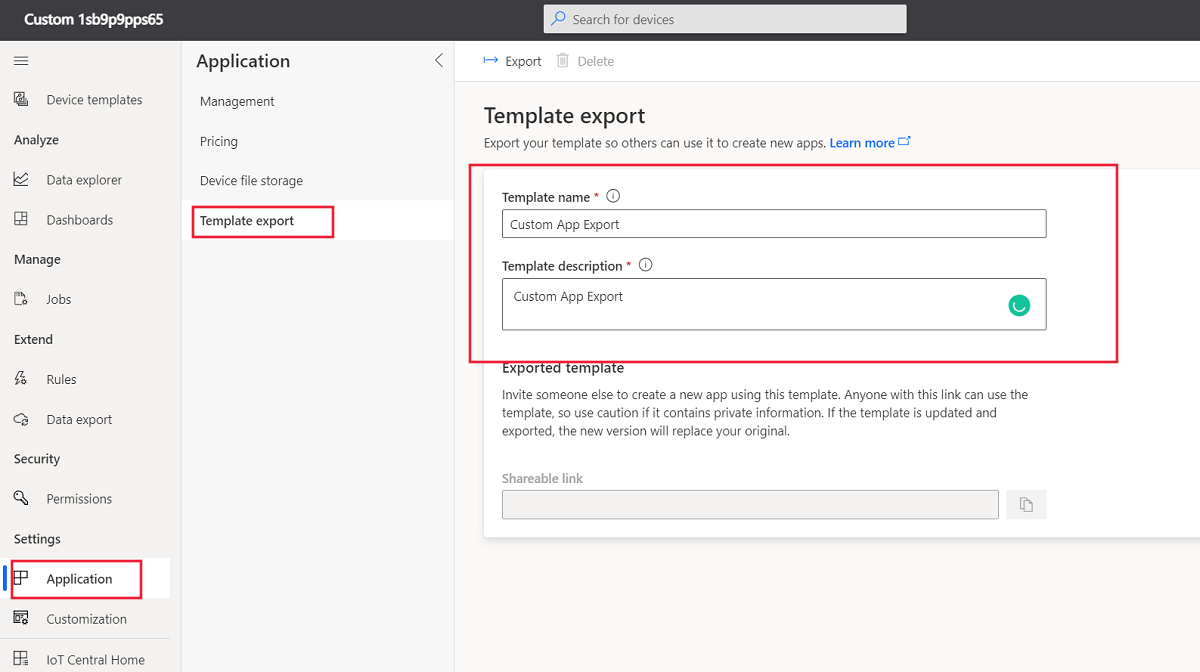 Custom 1sb9p9pps65
Search for devices
Device templates
Analyze
Data explorer
Dashboards
Manage
Jobs
Extend
Rules
Data export
Security
Permissions
Settings
Application
Customization
IoT Central Home
Application
Management
Pricing
Device file storage
Template export
Export
Delete
Template export
Export your template so others can use it to create new apps. Learn more
Template name *
Custom App Export
Template description *
Custom App Export
Exported template
Invite someone else to create a new app using this template. Anyone with this link can use the
template, so use caution if it contains private information. If the template is updated and
exported, the new version will replace your original.
Shareable link